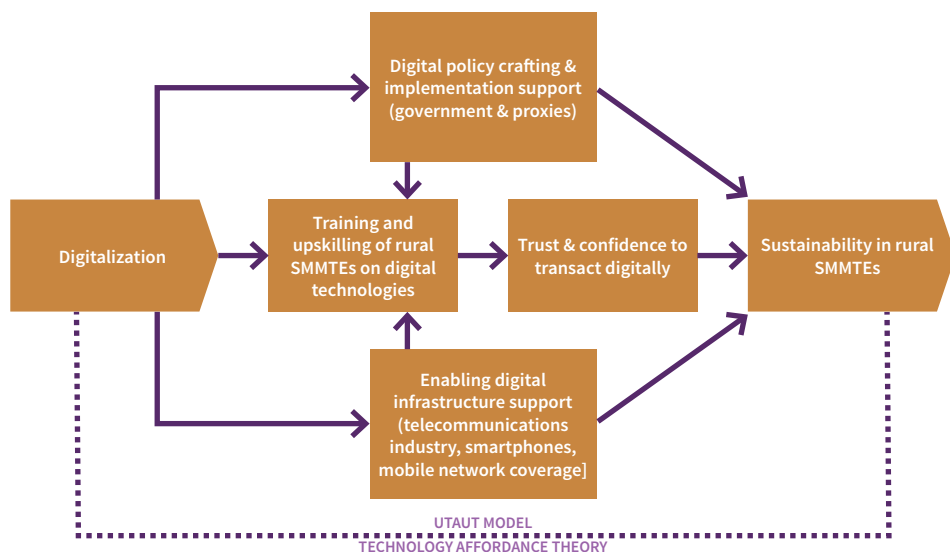 Digital policy crafting &
implementation support
(government & proxies)
Digitalization
Training and
upskilling of rural
SMMTEs on digital
technologies
Trust & confidence to
transact digitally
Sustainability in rural
SMMTEs
Enabling digital
infrastructure support
(telecommunications
industry, smartphones,
mobile network coverage]
UTAUT MODEL
TECHNOLOGY AFFORDANCE THEORY